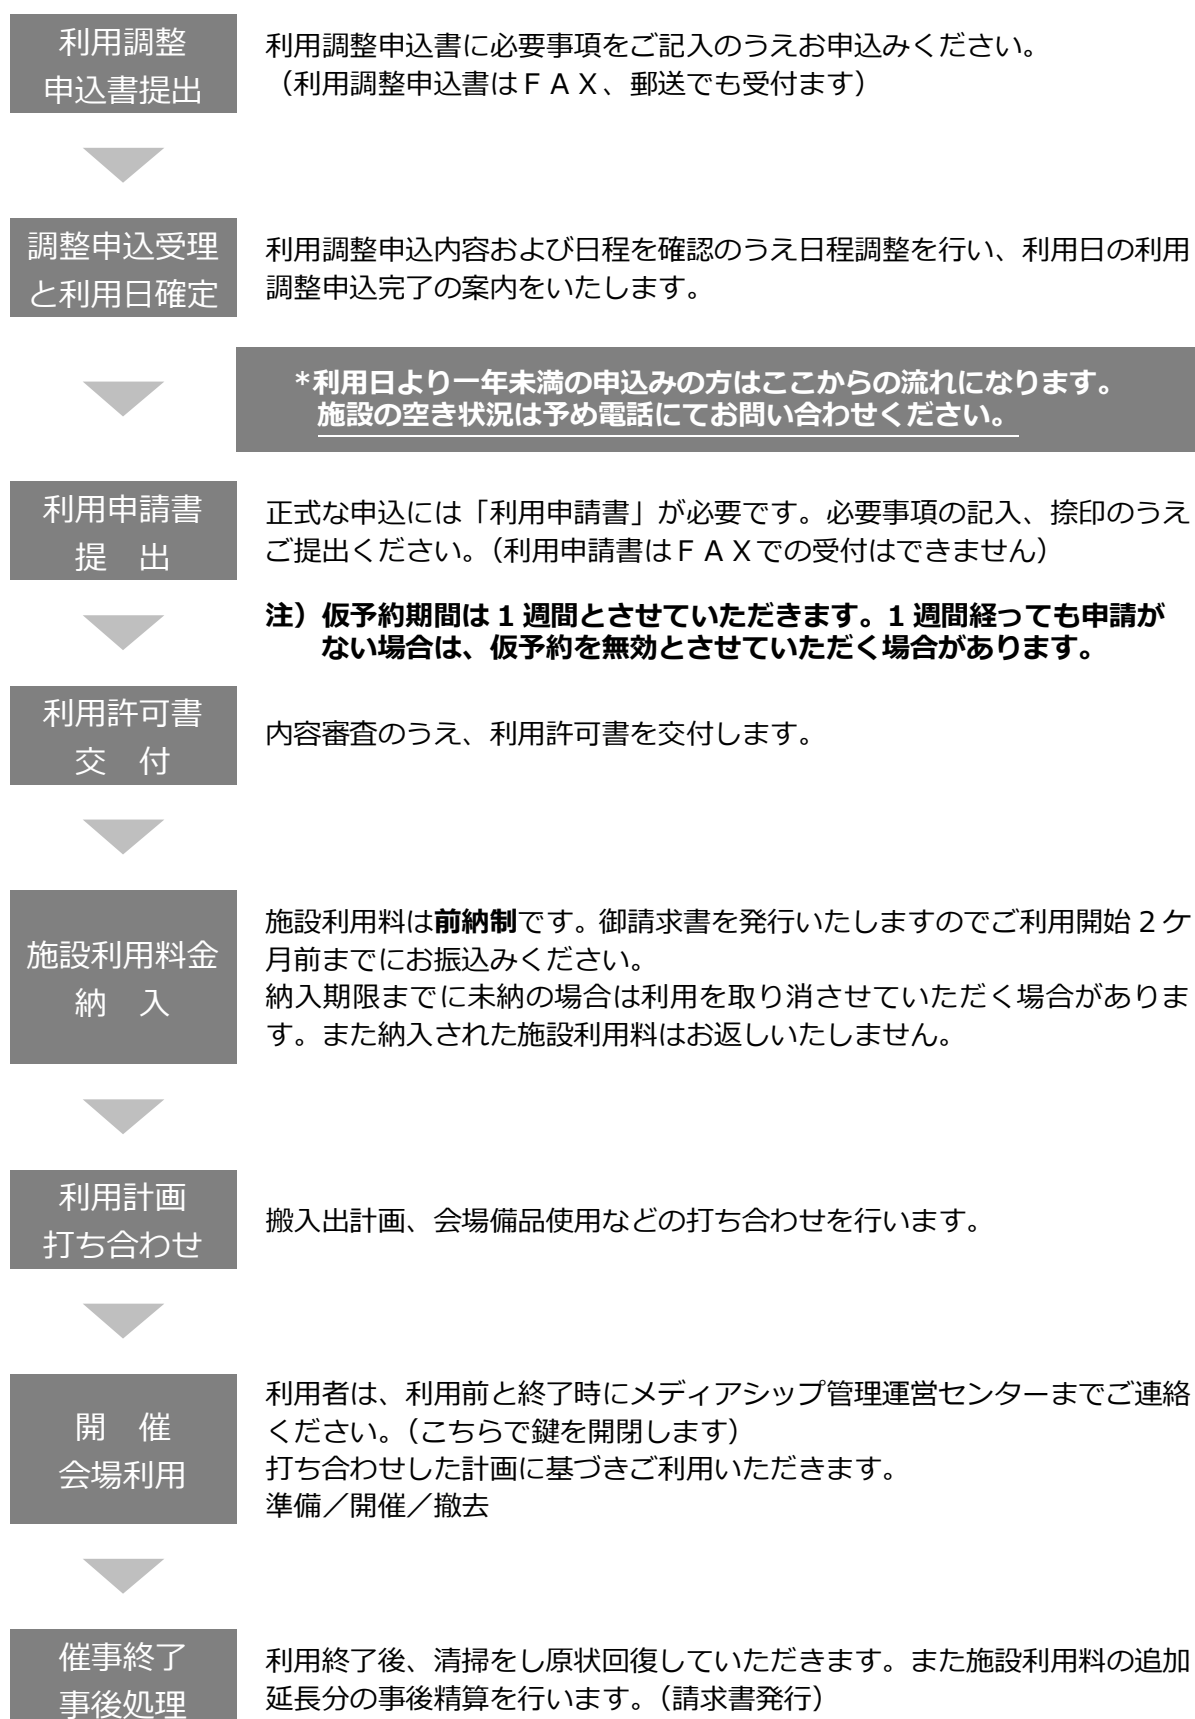 利用調整
申込書提出
利用調整申込書に必要事項をご記入のうえお申込みください。
（利用調整申込書はＦＡＸ、郵送でも受付ます）
調整申込受理
と利用日確定
利用調整申込内容および日程を確認のうえ日程調整を行い、利用日の利用
調整申込完了の案内をいたします。
*利用日より一年未満の申込みの方はここからの流れになります。
施設の空き状況は予め電話にてお問い合わせください。
利用申請書
提　出
正式な申込には「利用申請書」が必要です。必要事項の記入、捺印のうえ
ご提出ください。（利用申請書はＦＡＸでの受付はできません）
注）仮予約期間は 1 週間とさせていただきます。1 週間経っても申請が
ない場合は、仮予約を無効とさせていただく場合があります。
利用許可書
交　付
内容審査のうえ、利用許可書を交付します。
施設利用料金
納　入
施設利用料は前納制です。御請求書を発行いたしますのでご利用開始 2 ケ
月前までにお振込みください。
納入期限までに未納の場合は利用を取り消させていただく場合がありま
す。また納入された施設利用料はお返しいたしません。
利用計画
打ち合わせ
搬入出計画、会場備品使用などの打ち合わせを行います。
開　催
会場利用
利用者は、利用前と終了時にメディアシップ管理運営センターまでご連絡
ください。（こちらで鍵を開閉します）
打ち合わせした計画に基づきご利用いただきます。
準備／開催／撤去
催事終了
事後処理
利用終了後、清掃をし原状回復していただきます。また施設利用料の追加
延長分の事後精算を行います。（請求書発行）